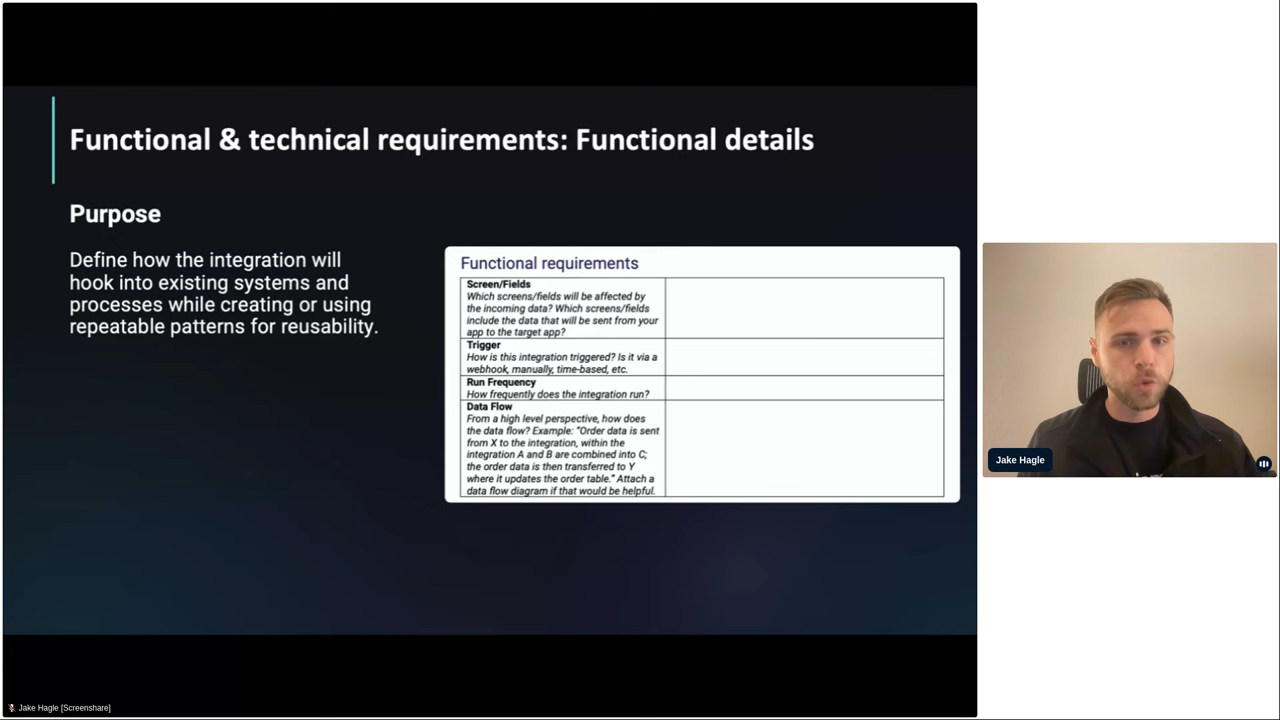 Functional & technical requirements: Functional details
Purpose
Define how the integration will
hook into existing systems and
processes while creating or using
repeatable patterns for reusability.
Functional requirements
Screen/Fields
Which screens/fields will be affected by
the incoming data? Which screens/fields
include the data that will be sent from your
app to the target app?
Trigger
How is this integration triggered? Is it via a
webhook, manually, time-based, etc.
Run Frequency
How frequently does the integration run?
Data Flow
From a high level perspective, how does
the data flow? Example: “Order data is sent
from X to the integration, within the
integration A and B are combined into C;
the order data is then transferred to Y
where it updates the order table.” Attach a
data flow diagram if that would be helpful.
Jake Hagle
Jake Hagle [Screenshare]